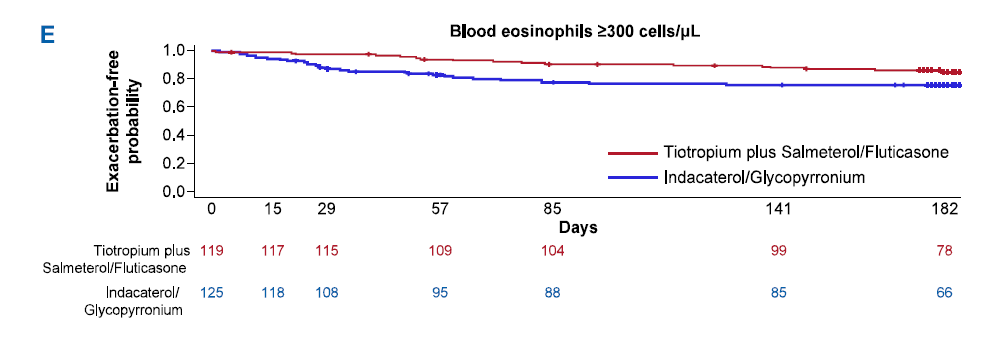 E
Blood eosinophils ≥300 cells/μL
Exacerbation-free
probability
1.0
0.8
0.6
0.4
0.2
0.0
Tiotropium plus Salmeterol/Fluticasone
Indacaterol/Glycopyrronium
0 15 29 57 85 141 182
Days
Tiotropium plus
Salmeterol/Fluticasone
119 117 115 109 104 99 78
Indacaterol/
Glycopyrronium
125 118 108 95 88 85 66